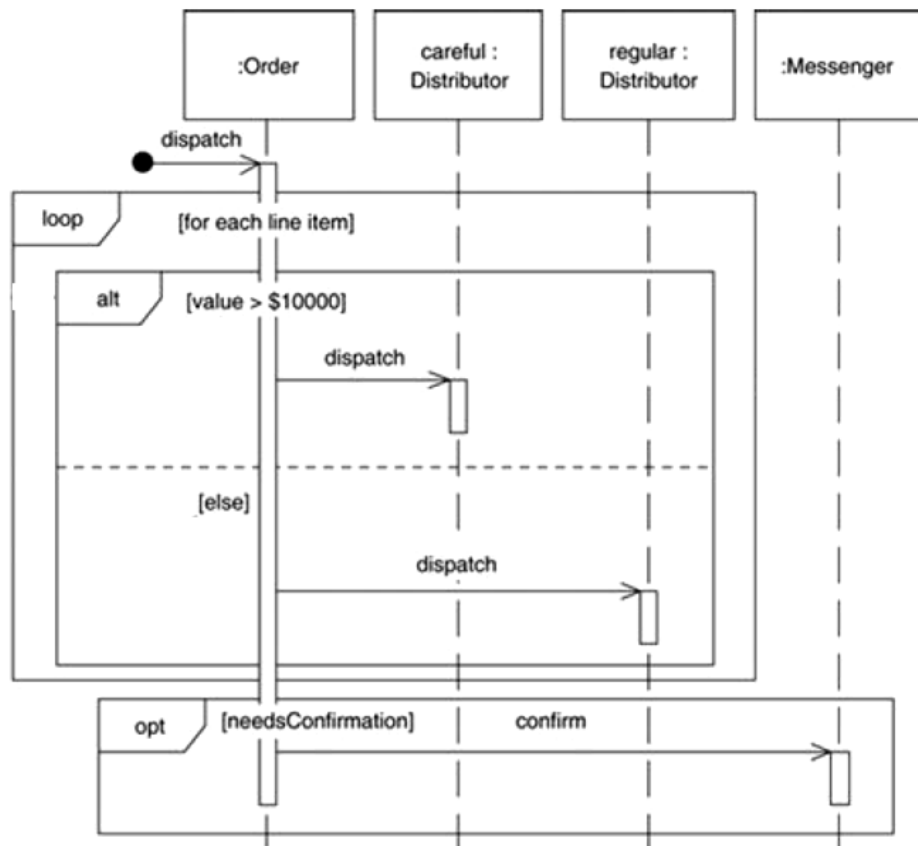 :Order
careful :
Distributor
regular :
Distributor
:Messenger
dispatch
loop
[for each line item]
alt
[value > $10000]
dispatch
[else]
dispatch
opt
[needsConfirmation]
confirm